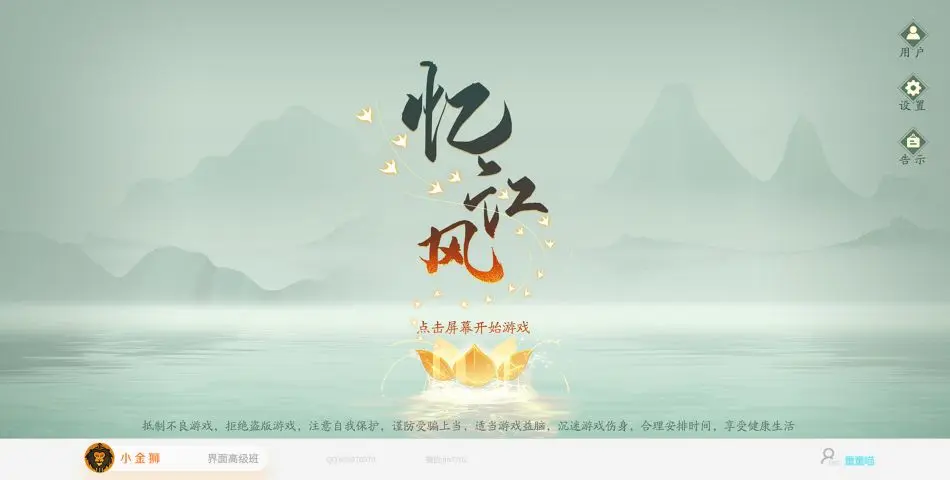 忆
江
风
用户
设置
告示
点击屏幕开始游戏
抵制不良游戏，拒绝盗版游戏，注意自我保护，谨防受骗上当，适当游戏益脑，沉迷游戏伤身，合理安排时间，享受健康生活
小金狮
界面高级班
董董喵